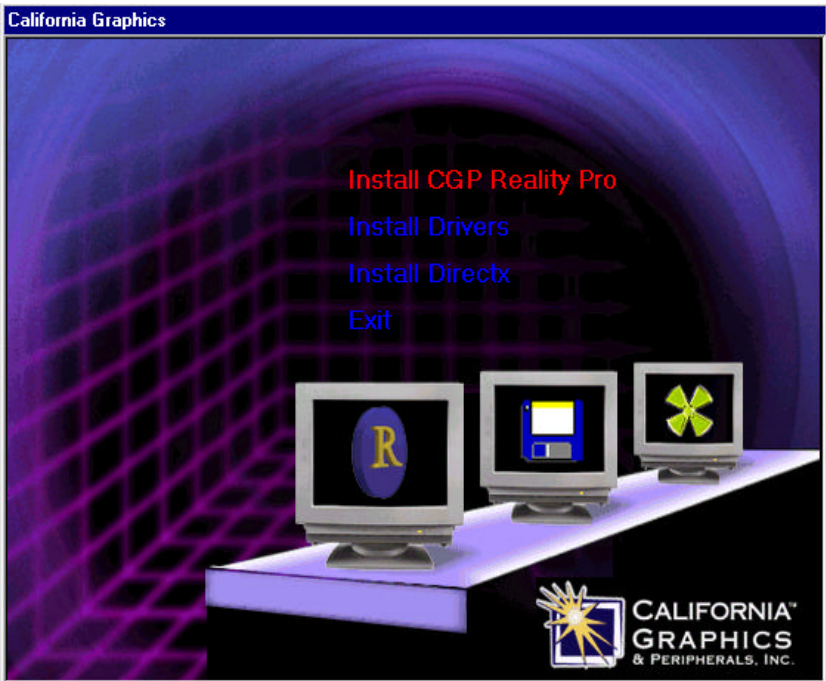 California Graphics
Install CGP Reality Pro
Install Drivers
Install Directx
Exit
R
CALIFORNIA™
GRAPHICS
& PERIPHERALS, INC.